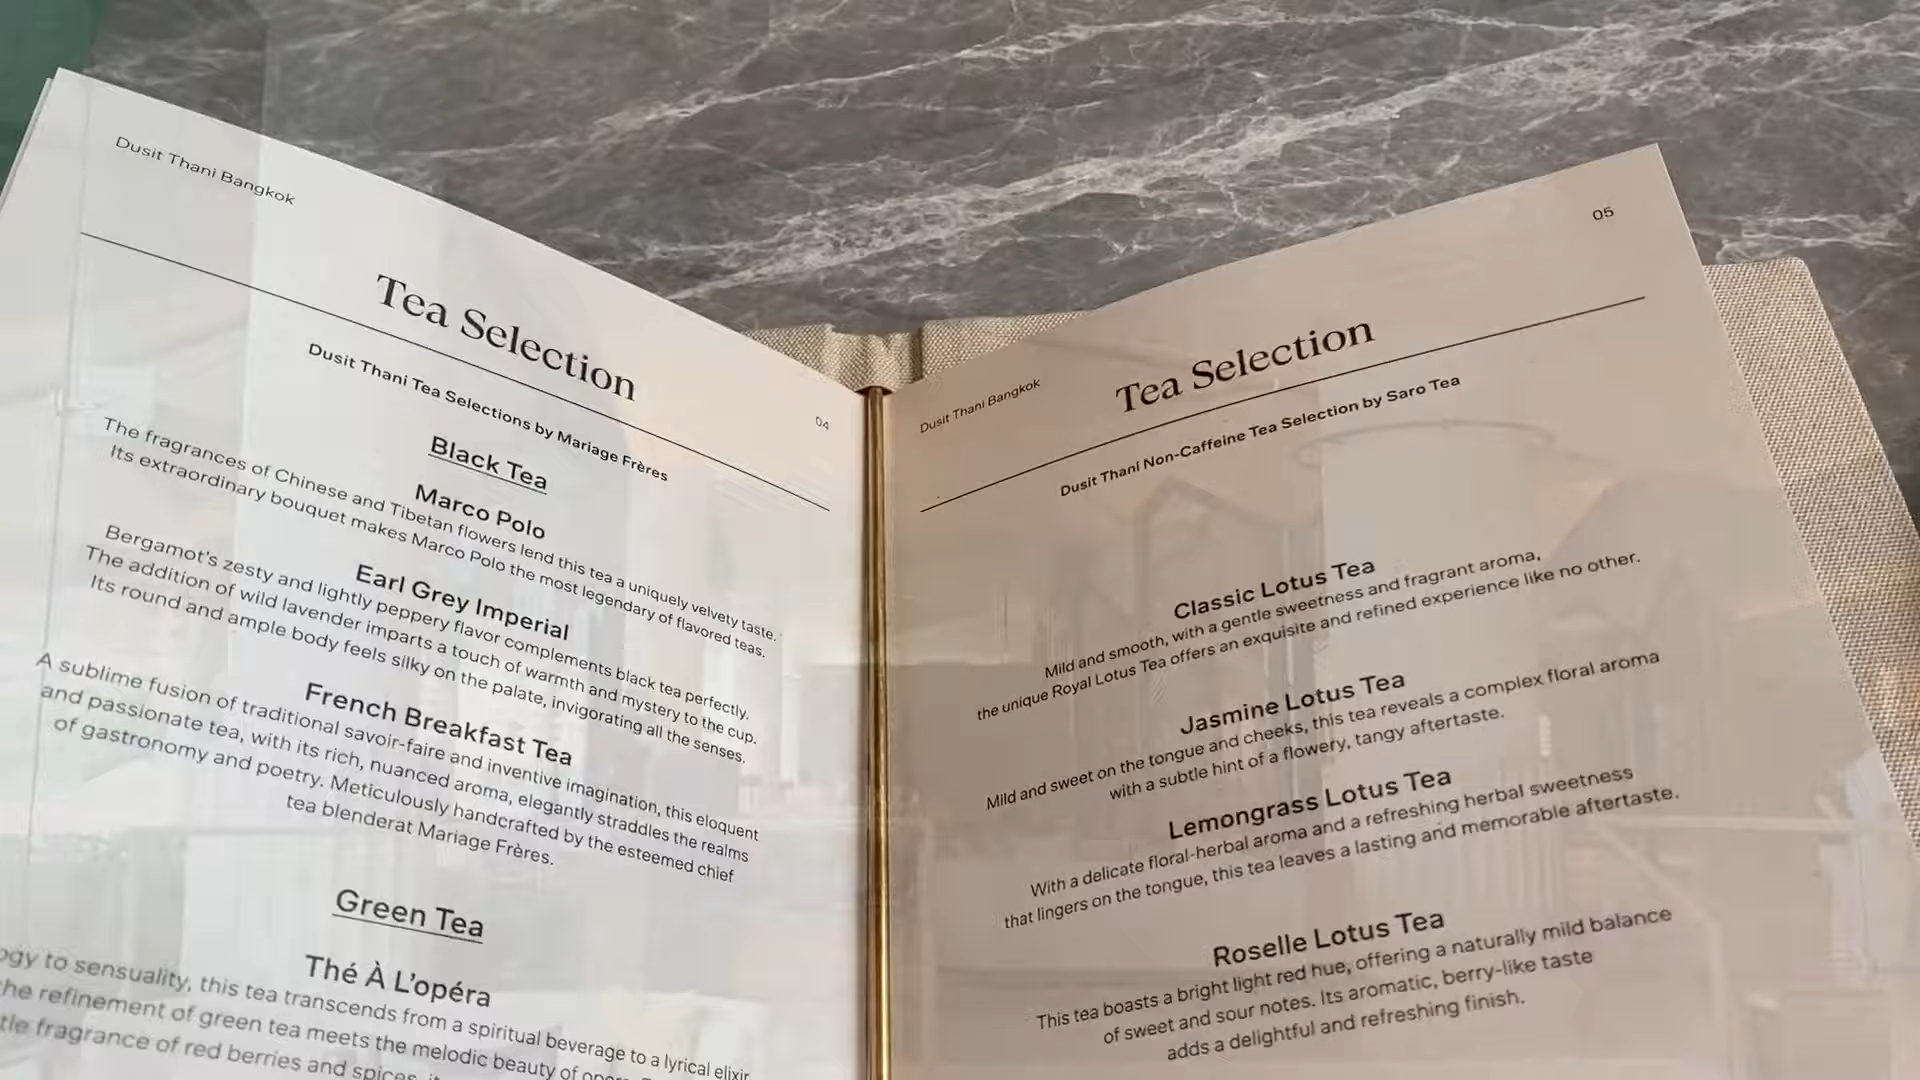 Dusit Thani Bangkok
Tea Selection
04
Dusit Thani Tea Selections by Mariage Frères
Black Tea
Marco Polo
The fragrances of Chinese and Tibetan flowers lend this tea a uniquely velvety taste.
Its extraordinary bouquet makes Marco Polo the most legendary of flavored teas.
Earl Grey Imperial
Bergamot's zesty and lightly peppery flavor complements black tea perfectly.
The addition of wild lavender imparts a touch of warmth and mystery to the cup.
Its round and ample body feels silky on the palate, invigorating all the senses.
French Breakfast Tea
A sublime fusion of traditional savoir-faire and inventive imagination, this eloquent
and passionate tea, with its rich, nuanced aroma, elegantly straddles the realms
of gastronomy and poetry. Meticulously handcrafted by the esteemed chief
tea blenderat Mariage Frères.
Green Tea
Thé À L'opéra
to sensuality, this tea transcends from a spiritual beverage to a lyrical elixir
refinement of green tea meets the melodic beauty of
fragrance of red berries and spices,
Dusit Thani Bangkok
05
Tea Selection
Dusit Thani Non-Caffeine Tea Selection by Saro Tea
Classic Lotus Tea
Mild and smooth, with a gentle sweetness and fragrant aroma,
the unique Royal Lotus Tea offers an exquisite and refined experience like no other.
Jasmine Lotus Tea
Mild and sweet on the tongue and cheeks, this tea reveals a complex floral aroma
with a subtle hint of a flowery, tangy aftertaste.
Lemongrass Lotus Tea
With a delicate floral-herbal aroma and a refreshing herbal sweetness
that lingers on the tongue, this tea leaves a lasting and memorable aftertaste.
Roselle Lotus Tea
This tea boasts a bright light red hue, offering a naturally mild balance
of sweet and sour notes. Its aromatic, berry-like taste
adds a delightful and refreshing finish.